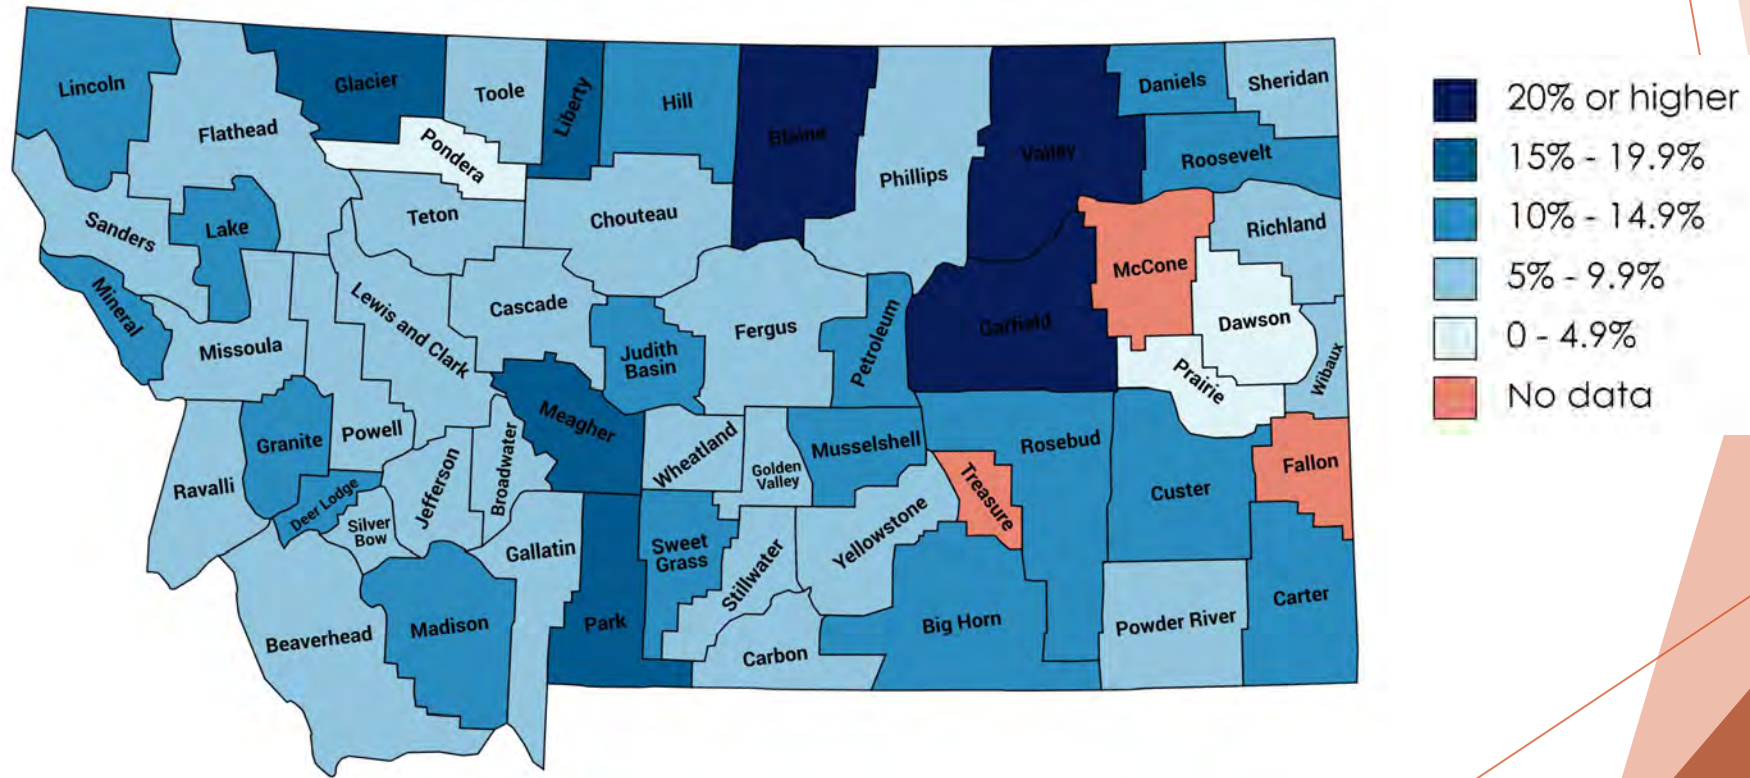 Lincoln
Flathead
Glacier
Toole
Liberty
Hill
Blaine
Phillips
Valley
Daniels
Sheridan
Pondera
Roosevelt
Sanders
Lake
Teton
Chouteau
Richland
McCone
Mineral
Missoula
Lewis and Clark
Cascade
Judith
Basin
Fergus
Petroleum
Garfield
Dawson
Wibaux
Prairie
Granite
Powell
Meagher
Wheatland
Golden
Valley
Musselshell
Rosebud
Treasure
Custer
Fallon
Ravalli
Deer Lodge
Silver
Bow
Jefferson
Broadwater
Gallatin
Park
Sweet
Grass
Stillwater
Yellowstone
Beaverhead
Madison
Carbon
Big Horn
Powder River
Carter
20% or higher
15% - 19.9%
10% - 14.9%
5% - 9.9%
0 - 4.9%
No data